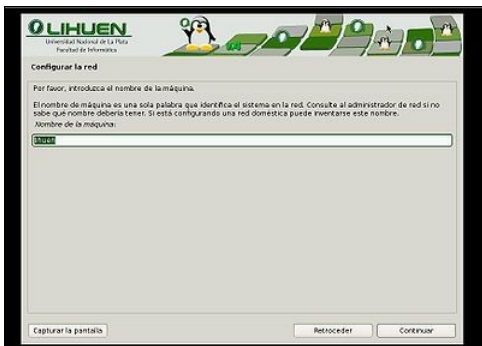 LIHUEN
Universidad Nacional de La Plata
Facultad de Informática
Configurar la red
Por favor, introduzca el nombre de la máquina.
El nombre de máquina es una sola palabra que identifica el sistema en la red. Consulte al administrador de red si no
sabe qué nombre debería tener. Si está configurando una red doméstica puede inventarse este nombre.
Nombre de la máquina:
lihuen
Capturar la pantalla
Retroceder
Continuar